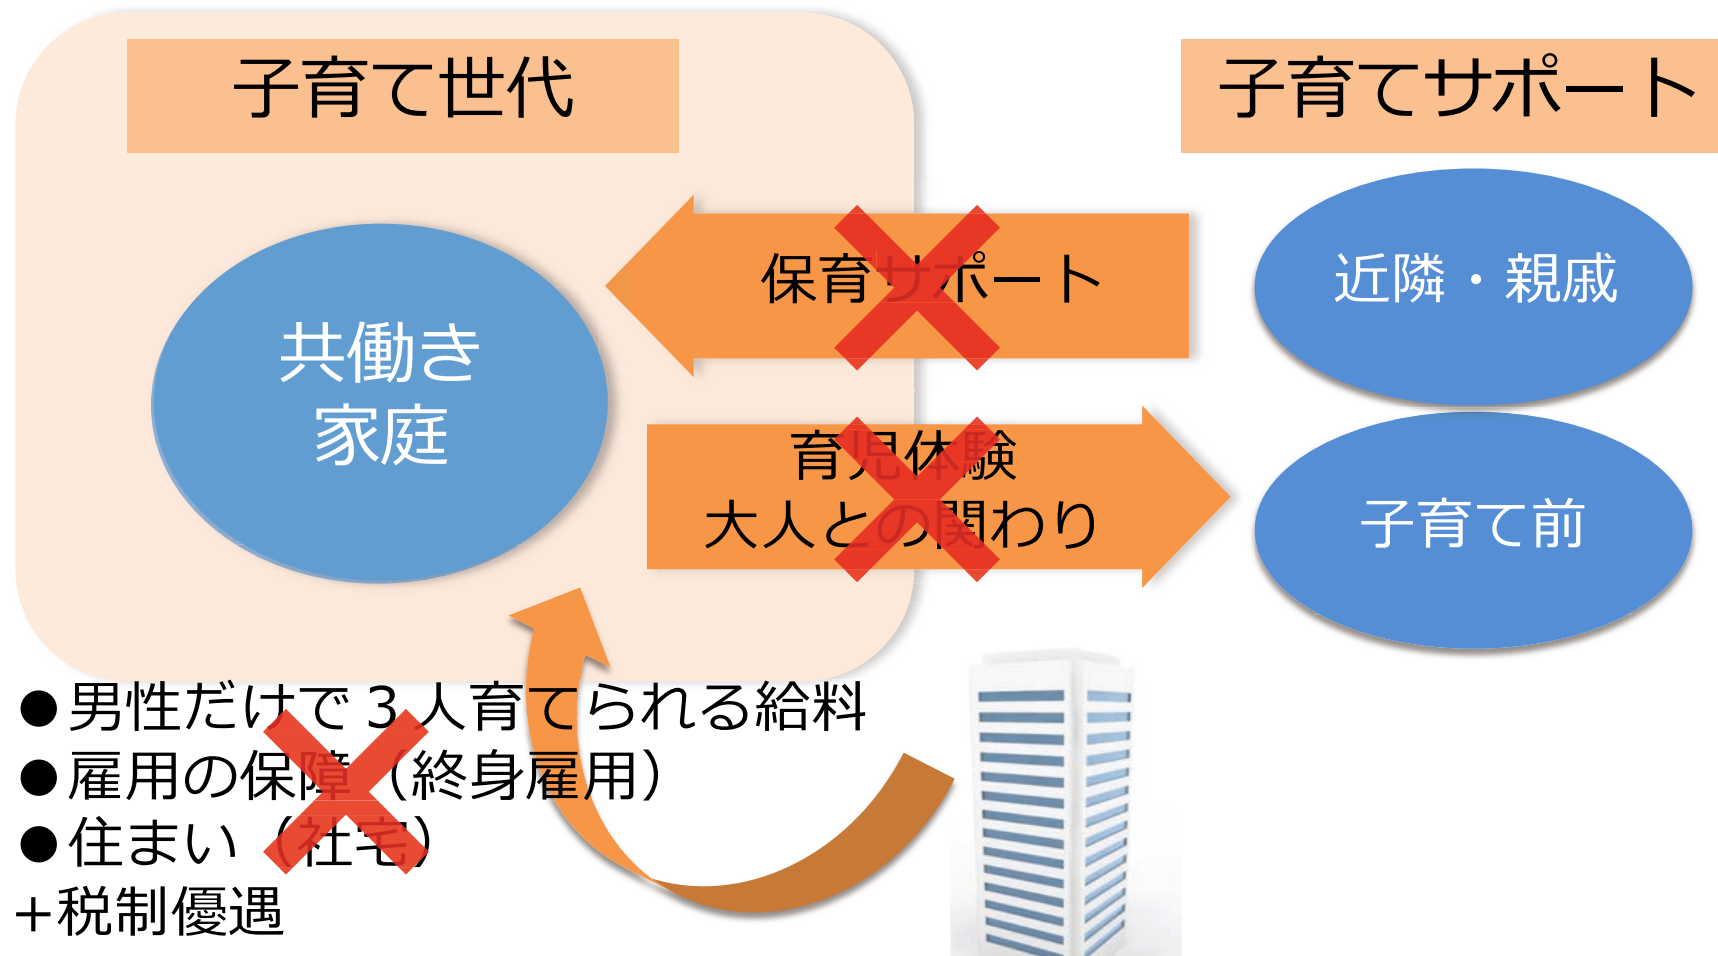 子育て世代
子育てサポート
保育サポート
近隣・親戚
共働き
家庭
育児体験
大人との関わり
子育て前
●男性だけで3人育てられる給料
●雇用の保障（終身雇用）
●住まい（社宅）
+税制優遇